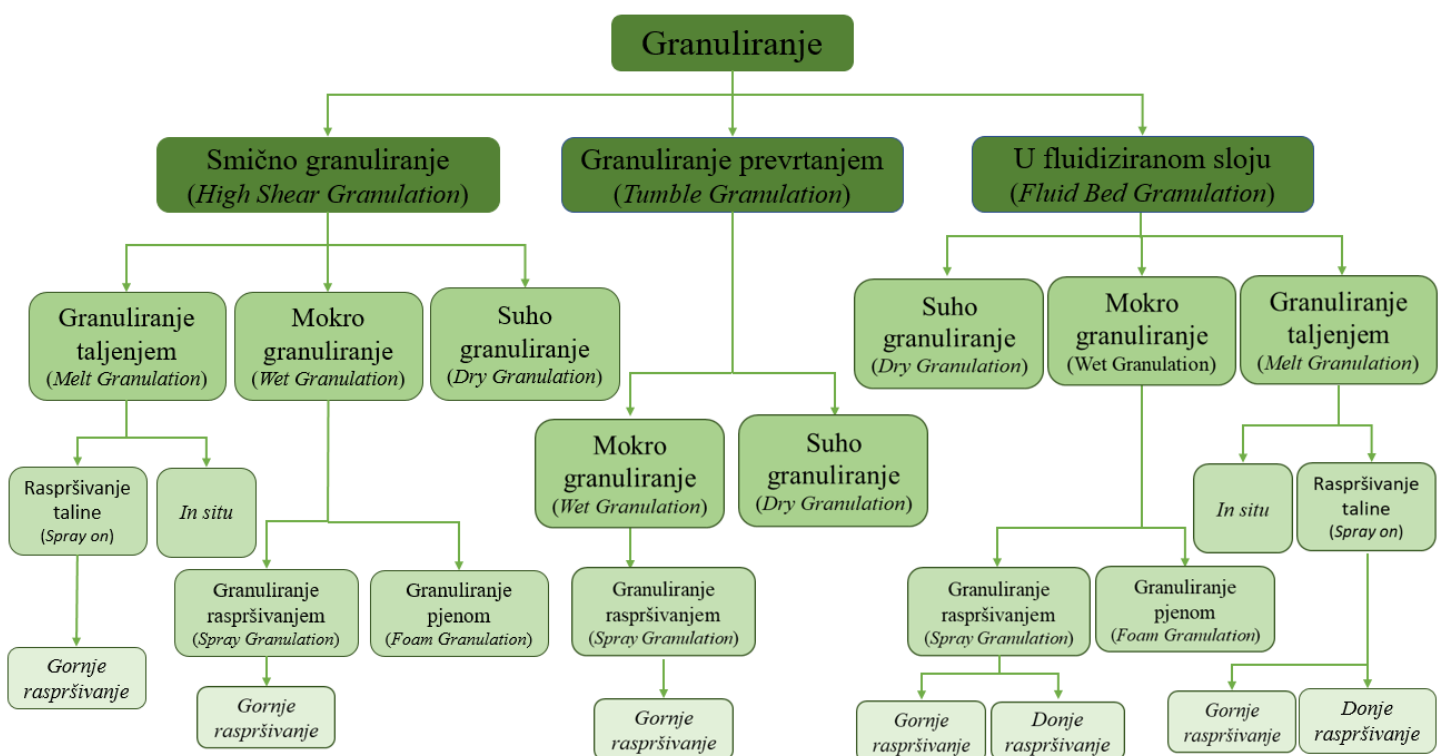 Granuliranje
Smično granuliranje
(High Shear Granulation)
Granuliranje prevrtanjem
(Tumble Granulation)
U fluidiziranom sloju
(Fluid Bed Granulation)
Granuliranje
taljenjem
(Melt Granulation)
Mokro
granuliranje
(Wet Granulation)
Suho
granuliranje
(Dry Granulation)
Suho
granuliranje
(Dry Granulation)
Mokro
granuliranje
(Wet Granulation)
Granuliranje
taljenjem
(Melt Granulation)
Mokro
granuliranje
(Wet Granulation)
Suho
granuliranje
(Dry Granulation)
Raspršivanje
taline
(Spray on)
In situ
In situ
Raspršivanje
taline
(Spray on)
Granuliranje
raspršivanjem
(Spray Granulation)
Granuliranje
pjenom
(Foam Granulation)
Granuliranje
raspršivanjem
(Spray Granulation)
Granuliranje
raspršivanjem
(Spray Granulation)
Granuliranje
pjenom
(Foam Granulation)
Gornje
raspršivanje
Gornje
raspršivanje
Gornje
raspršivanje
Gornje
raspršivanje
Donje
raspršivanje
Gornje
raspršivanje
Donje
raspršivanje